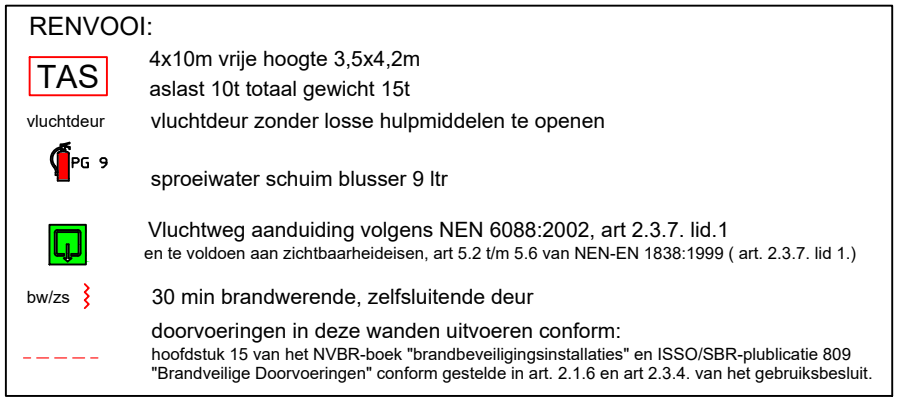 RENVOOI:
TAS
4x10m vrije hoogte 3,5x4,2m
aslast 10t totaal gewicht 15t
vluchtdeur vluchtdeur zonder losse hulpmiddelen te openen
PG 9
sproeiwater schuim blusser 9 ltr
Vluchtweg aanduiding volgens NEN 6088:2002, art 2.3.7. lid.1
en te voldoen aan zichtbaarheideisen, art 5.2 t/m 5.6 van NEN-EN 1838:1999 ( art. 2.3.7. lid 1.)
bw/zs 30 min brandwerende, zelfsluitende deur
doorvoeringen in deze wanden uitvoeren conform:
hoofdstuk 15 van het NVBR-boek "brandbeveiligingsinstallaties" en ISSO/SBR-plublicatie 809
"Brandveilige Doorvoeringen" conform gestelde in art. 2.1.6 en art 2.3.4. van het gebruiksbesluit.